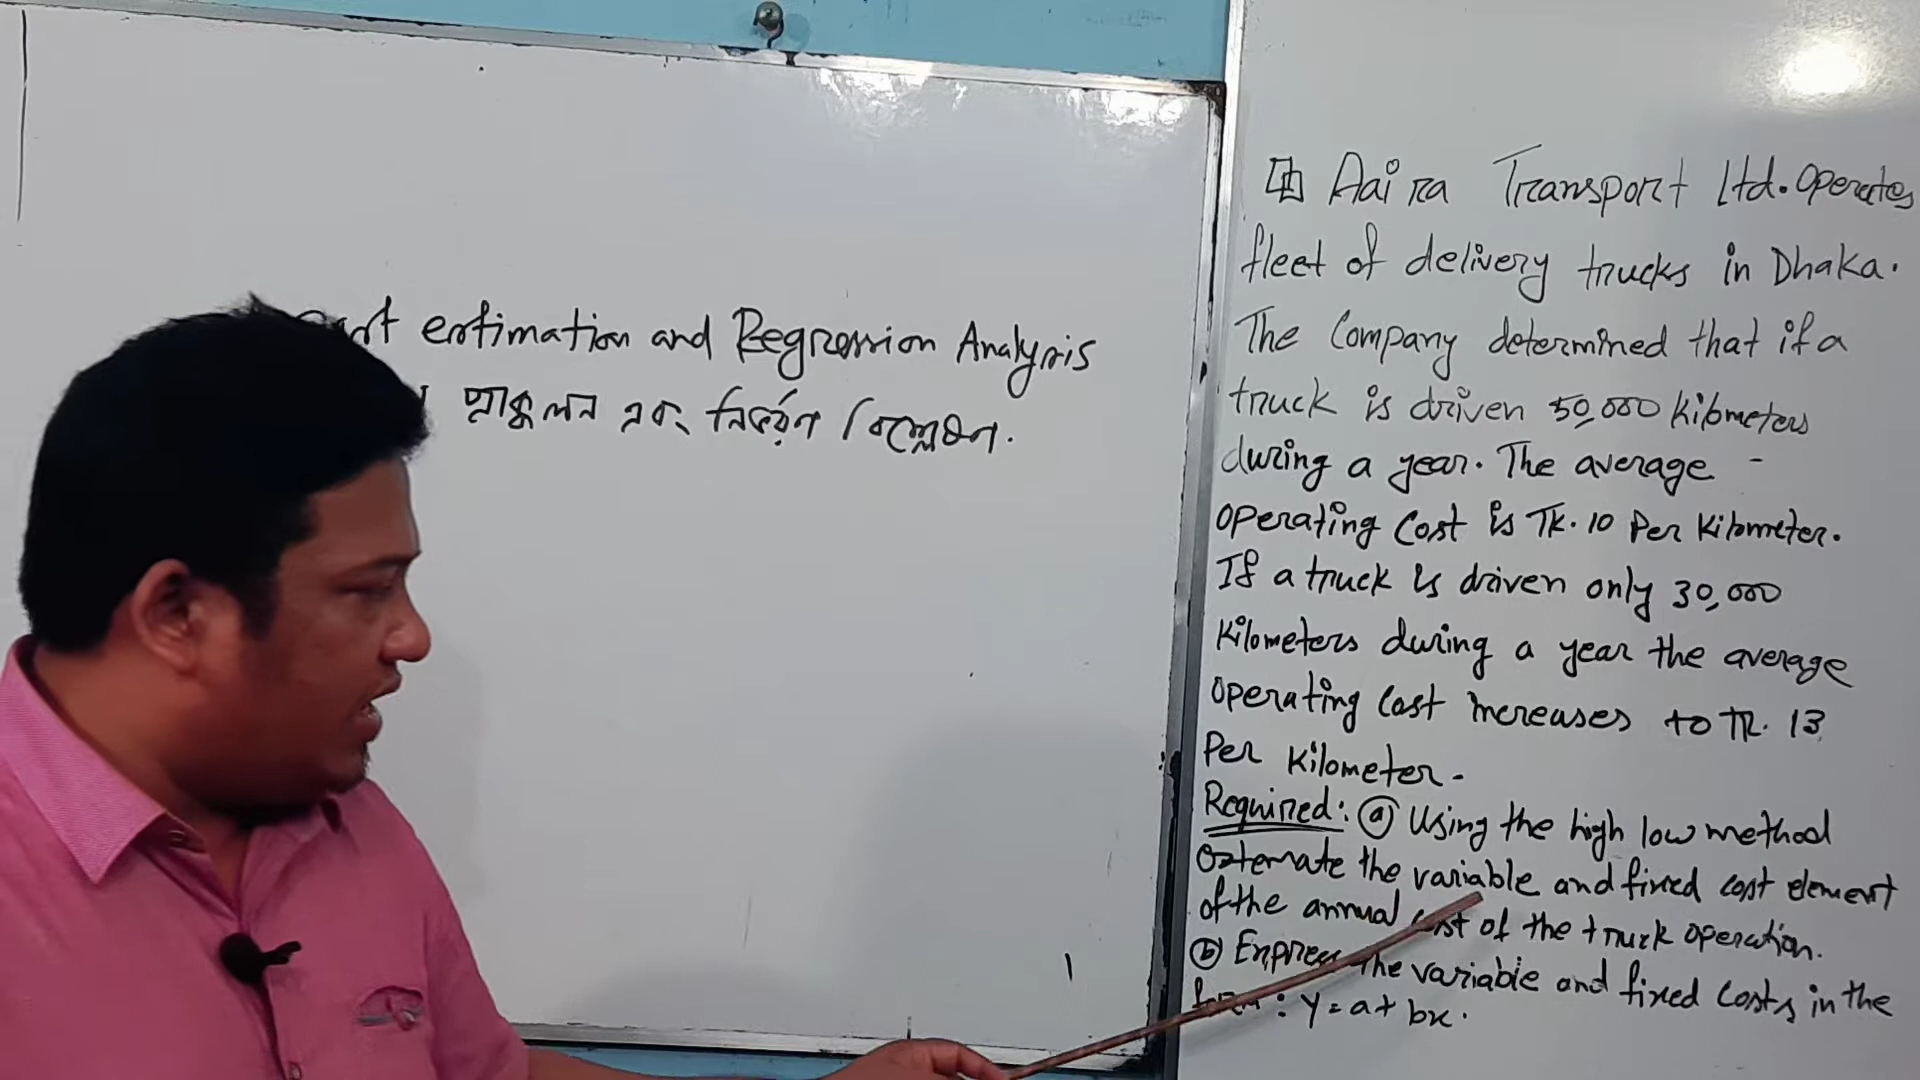 estimation and Regression Analysis
প্রাক্কলন এবং নির্ভরণ বিশ্লেষণ.
Aaira Transport Ltd. Operates
fleet of delivery trucks in Dhaka.
The Company determined that if a
truck is driven 50,000 kilometers
during a year. The average -
operating Cost is TK. 10 Per Kilometer.
If a truck is driven only 30,000
Kilometers during a year the average
operating Cost increases to TK. 13
Per Kilometer-
Required: (a) Using the high low method
the variable and fixed cost element
of the annual of the truck operation.
(b) Express the variable and fixed Costs in the
form: Y = a + bx.